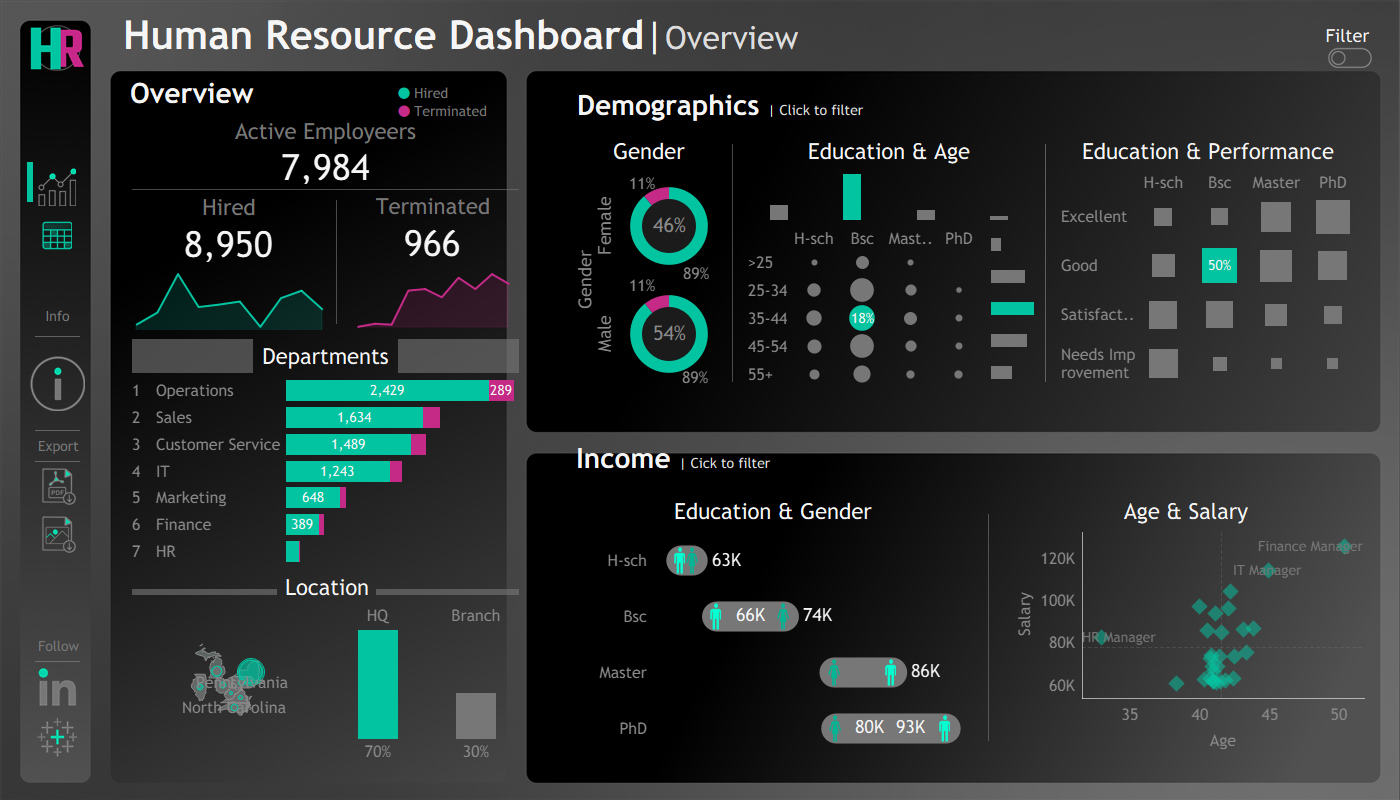 HR
Human Resource Dashboard | Overview
Filter
Overview
Hired
Terminated
Active Employeers
7,984
Hired
8,950
Terminated
966
Departments
1 Operations 2,429 289
2 Sales 1,634
3 Customer Service 1,489
4 IT 1,243
5 Marketing 648
6 Finance 389
7 HR
Location
HQ Branch
Pennsylvania
North Carolina
70% 30%
Info
Export
PDF
Follow
in
Demographics | Click to filter
Gender
Gender
Female
11%
46%
89%
Male
11%
54%
89%
Education & Age
H-sch Bsc Mast.. PhD
>25
25-34
35-44 18%
45-54
55+
Education & Performance
H-sch Bsc Master PhD
Excellent
Good 50%
Satisfact..
Needs Imp
rovement
Income | Cick to filter
Education & Gender
H-sch 63K
Bsc 66K 74K
Master 86K
PhD 80K 93K
Age & Salary
Salary
120K
100K
80K
60K
Finance Manager
IT Manager
HR Manager
35 40 45 50
Age